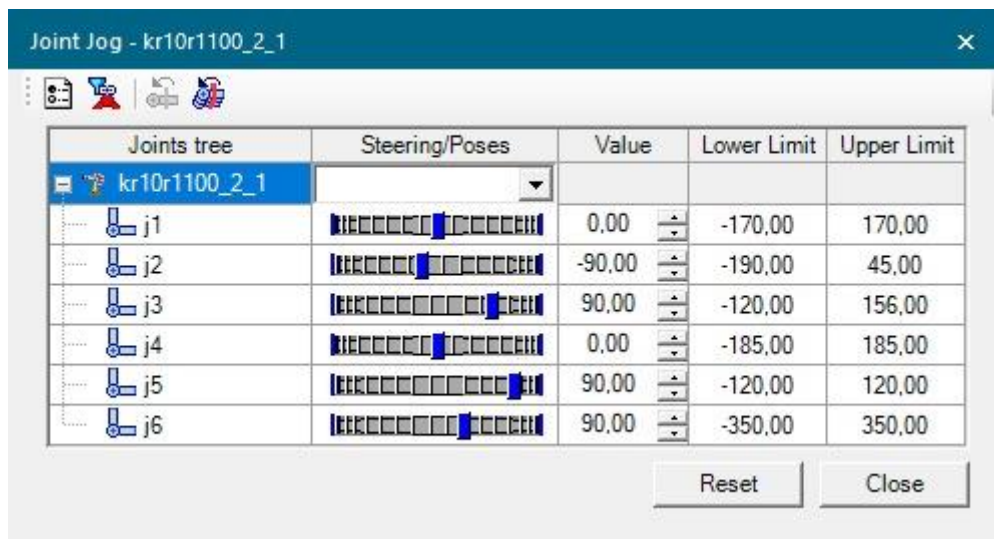 Joint Jog - kr10r1100_2_1
Joints tree Steering/Poses Value Lower Limit Upper Limit
kr10r1100_2_1
j1 0,00 -170,00 170,00
j2 -90,00 -190,00 45,00
j3 90,00 -120,00 156,00
j4 0,00 -185,00 185,00
j5 90,00 -120,00 120,00
j6 90,00 -350,00 350,00
Reset Close